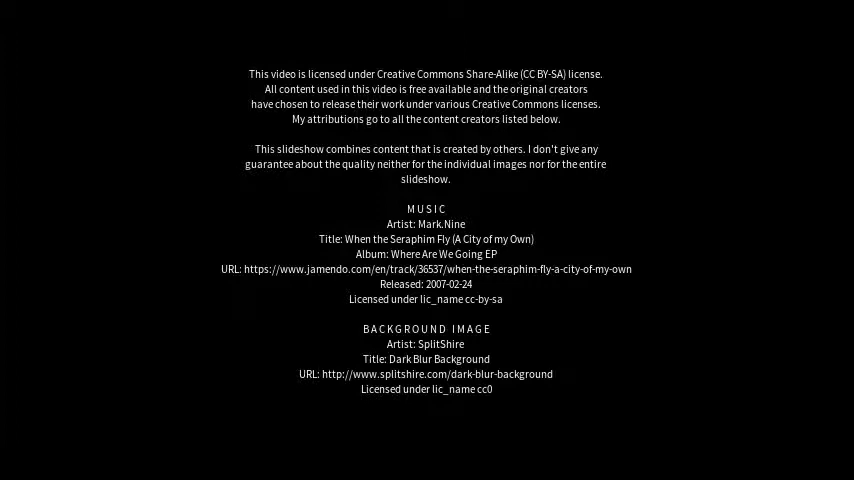 This video is licensed under Creative Commons Share-Alike (CC BY-SA) license.
All content used in this video is free available and the original creators
have chosen to release their work under various Creative Commons licenses.
My attributions go to all the content creators listed below.
This slideshow combines content that is created by others. I don't give any
guarantee about the quality neither for the individual images nor for the entire
slideshow.
MUSIC
Artist: Mark.Nine
Title: When the Seraphim Fly (A City of my Own)
Album: Where Are We Going EP
URL: https://www.jamendo.com/en/track/36537/when-the-seraphim-fly-a-city-of-my-own
Released: 2007-02-24
Licensed under lic_name cc-by-sa
BACKGROUND IMAGE
Artist: SplitShire
Title: Dark Blur Background
URL: http://www.splitshire.com/dark-blur-background
Licensed under lic_name cc0